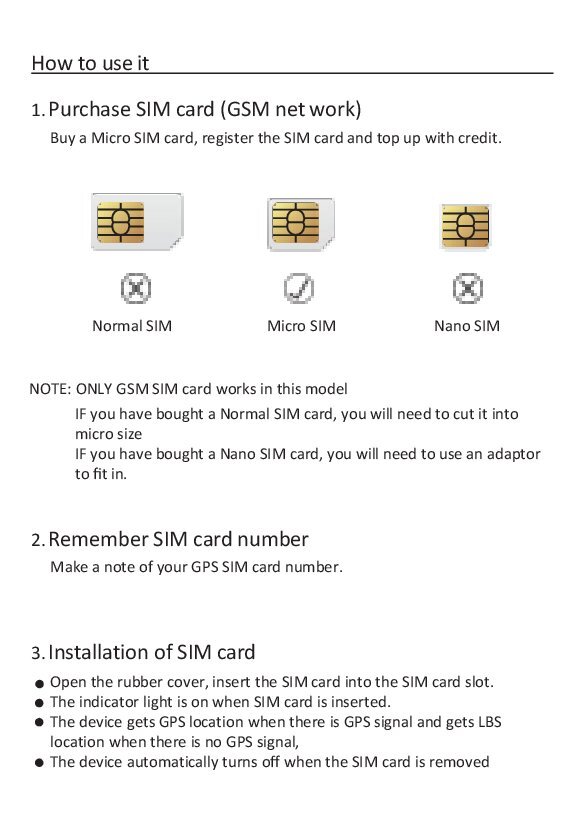 How to use it
1. Purchase SIM card (GSM net work)
Buy a Micro SIM card, register the SIM card and top up with credit.
Normal SIM
Micro SIM
Nano SIM
NOTE: ONLY GSM SIM card works in this model
IF you have bought a Normal SIM card, you will need to cut it into
micro size
IF you have bought a Nano SIM card, you will need to use an adaptor
to fit in.
2. Remember SIM card number
Make a note of your GPS SIM card number.
3. Installation of SIM card
● Open the rubber cover, insert the SIM card into the SIM card slot.
● The indicator light is on when SIM card is inserted.
● The device gets GPS location when there is GPS signal and gets LBS
location when there is no GPS signal,
● The device automatically turns off when the SIM card is removed